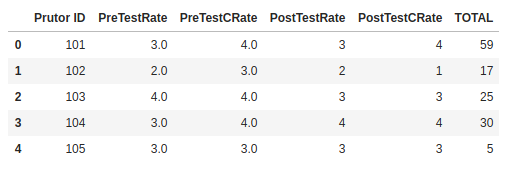 Prutor ID PreTestRate PreTestCRate PostTestRate PostTestCRate TOTAL
0 101 3.0 4.0 3 4 59
1 102 2.0 3.0 2 1 17
2 103 4.0 4.0 3 3 25
3 104 3.0 4.0 4 4 30
4 105 3.0 3.0 3 3 5